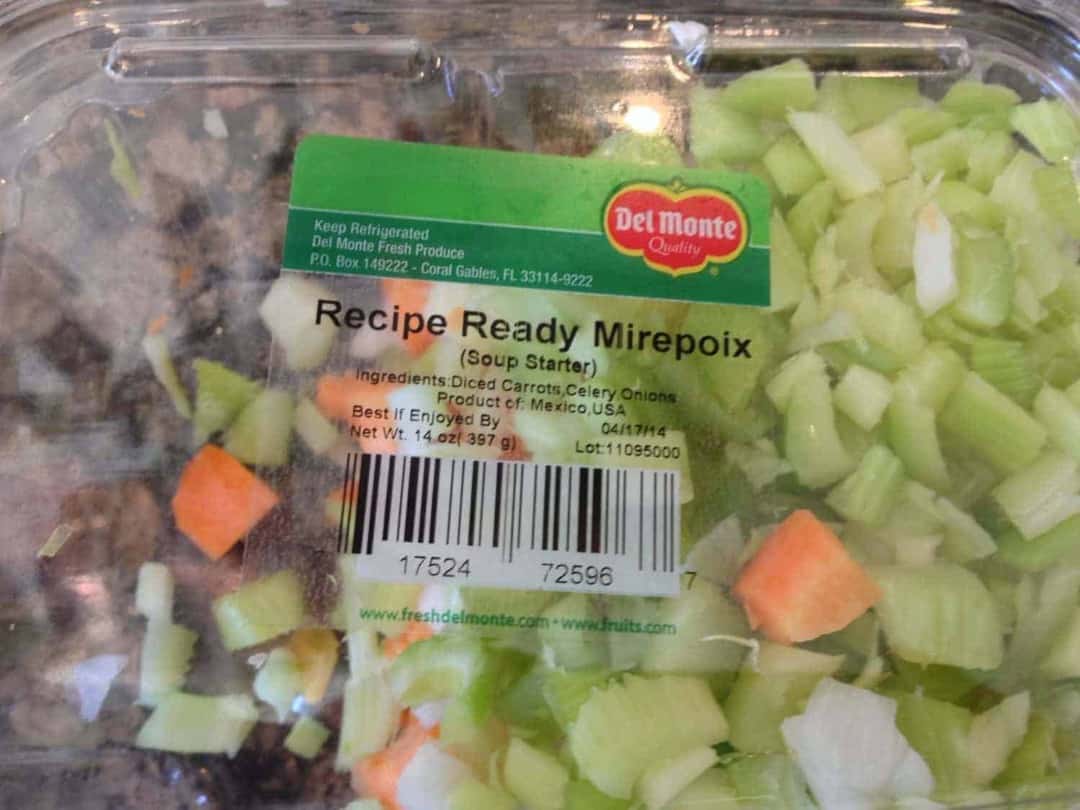 Del Monte
Quality
Keep Refrigerated
Del Monte Fresh Produce
P.O. Box 149222 - Coral Gables, FL 33114-9222
Recipe Ready Mirepoix
(Soup Starter)
Ingredients:Diced Carrots,Celery,Onions
Product of: Mexico,USA
Best If Enjoyed By 04/17/14
Net Wt. 14 oz( 397 g) Lot:11095000
17524 72596 7
www.freshdelmonte.com • www.fruits.com